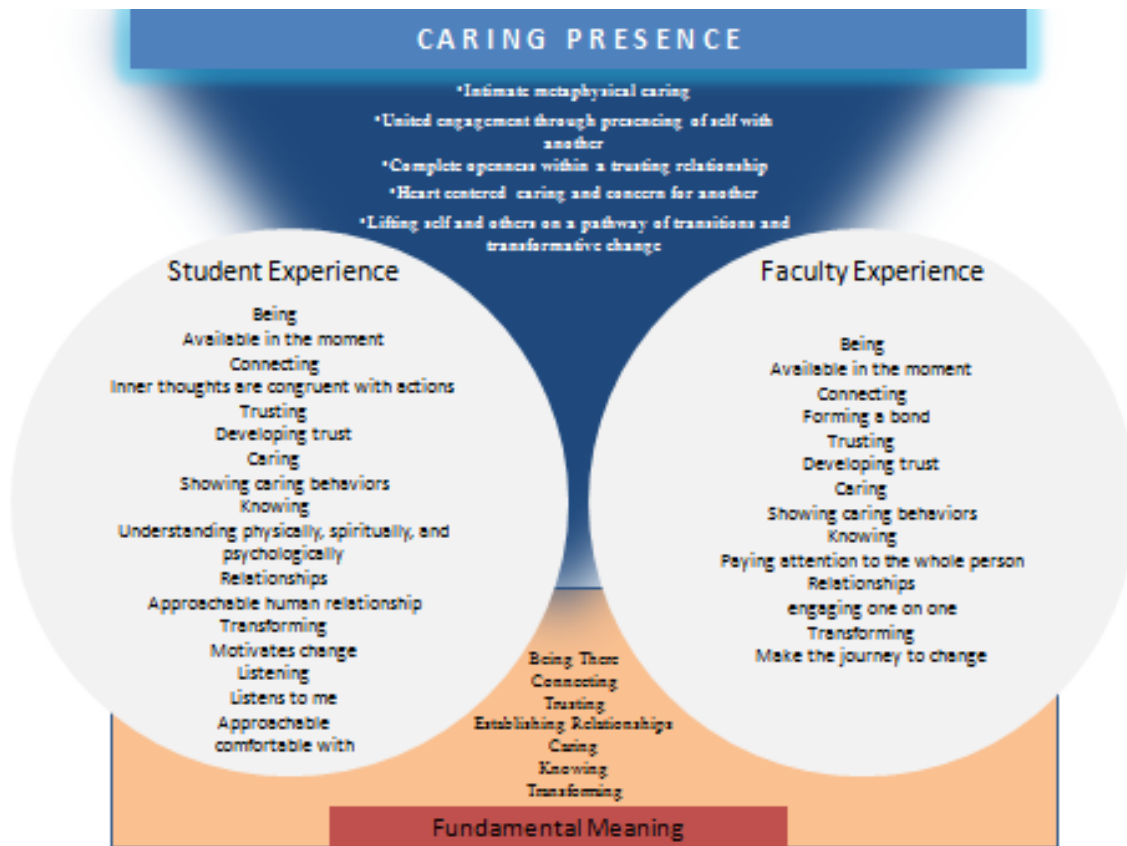 CARING PRESENCE
•Intimate metaphysical caring
•United engagement through presencing of self with
another
•Complete openness within a trusting relationship
•Heart centered caring and concern for another
•Lifting self and others on a pathway of transitions and
transformative change
Student Experience
Being
Available in the moment
Connecting
Inner thoughts are congruent with actions
Trusting
Developing trust
Caring
Showing caring behaviors
Knowing
Understanding physically, spiritually, and
psychologically
Relationships
Approachable human relationship
Transforming
Motivates change
Listening
Listens to me
Approachable
comfortable with
Faculty Experience
Being
Available in the moment
Connecting
Forming a bond
Trusting
Developing trust
Caring
Showing caring behaviors
Knowing
Paying attention to the whole person
Relationships
engaging one on one
Transforming
Make the journey to change
Being There
Connecting
Trusting
Establishing Relationships
Caring
Knowing
Transforming
Fundamental Meaning